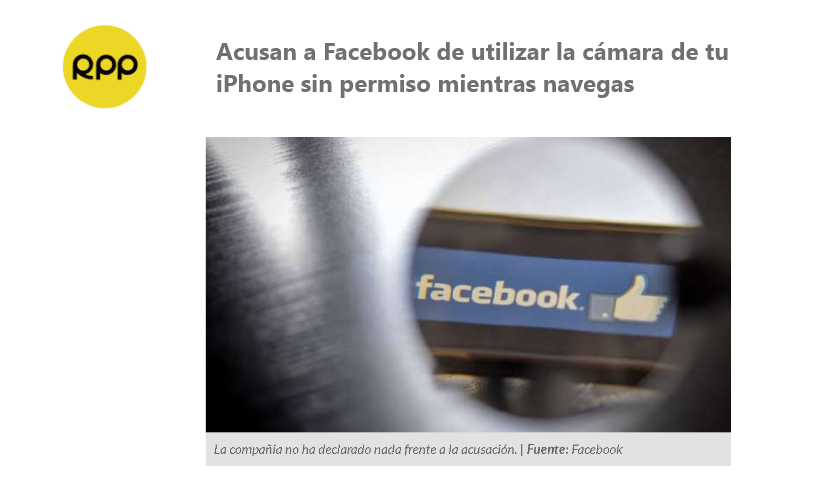 RPP
Acusan a Facebook de utilizar la cámara de tu
iPhone sin permiso mientras navegas
facebook.
La compañía no ha declarado nada frente a la acusación. | Fuente: Facebook